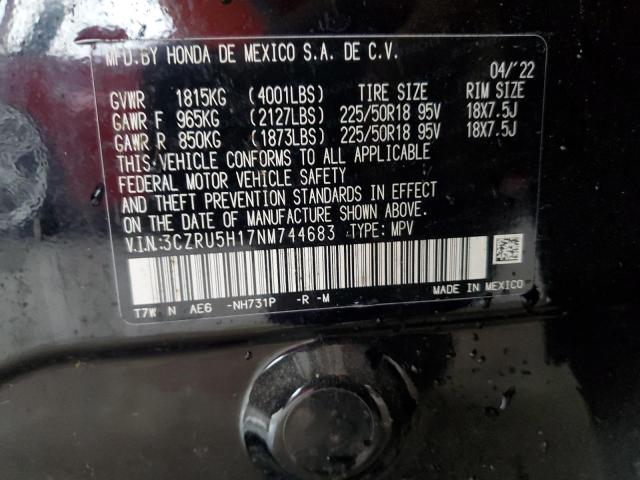 MFD. BY HONDA DE MEXICO S.A. DE C.V.
04/'22
GVWR 1815KG (4001LBS) TIRE SIZE RIM SIZE
GAWR F 965KG (2127LBS) 225/50R18 95V 18X7.5J
GAWR R 850KG (1873LBS) 225/50R18 95V 18X7.5J
THIS VEHICLE CONFORMS TO ALL APPLICABLE
FEDERAL MOTOR VEHICLE SAFETY
AND THEFT PREVENTION STANDARDS IN EFFECT
ON THE DATE OF MANUFACTURE SHOWN ABOVE.
V.I.N:3CZRU5H17NM744683 TYPE: MPV
T7W N AE6 -NH731P -R -M MADE IN MEXICO